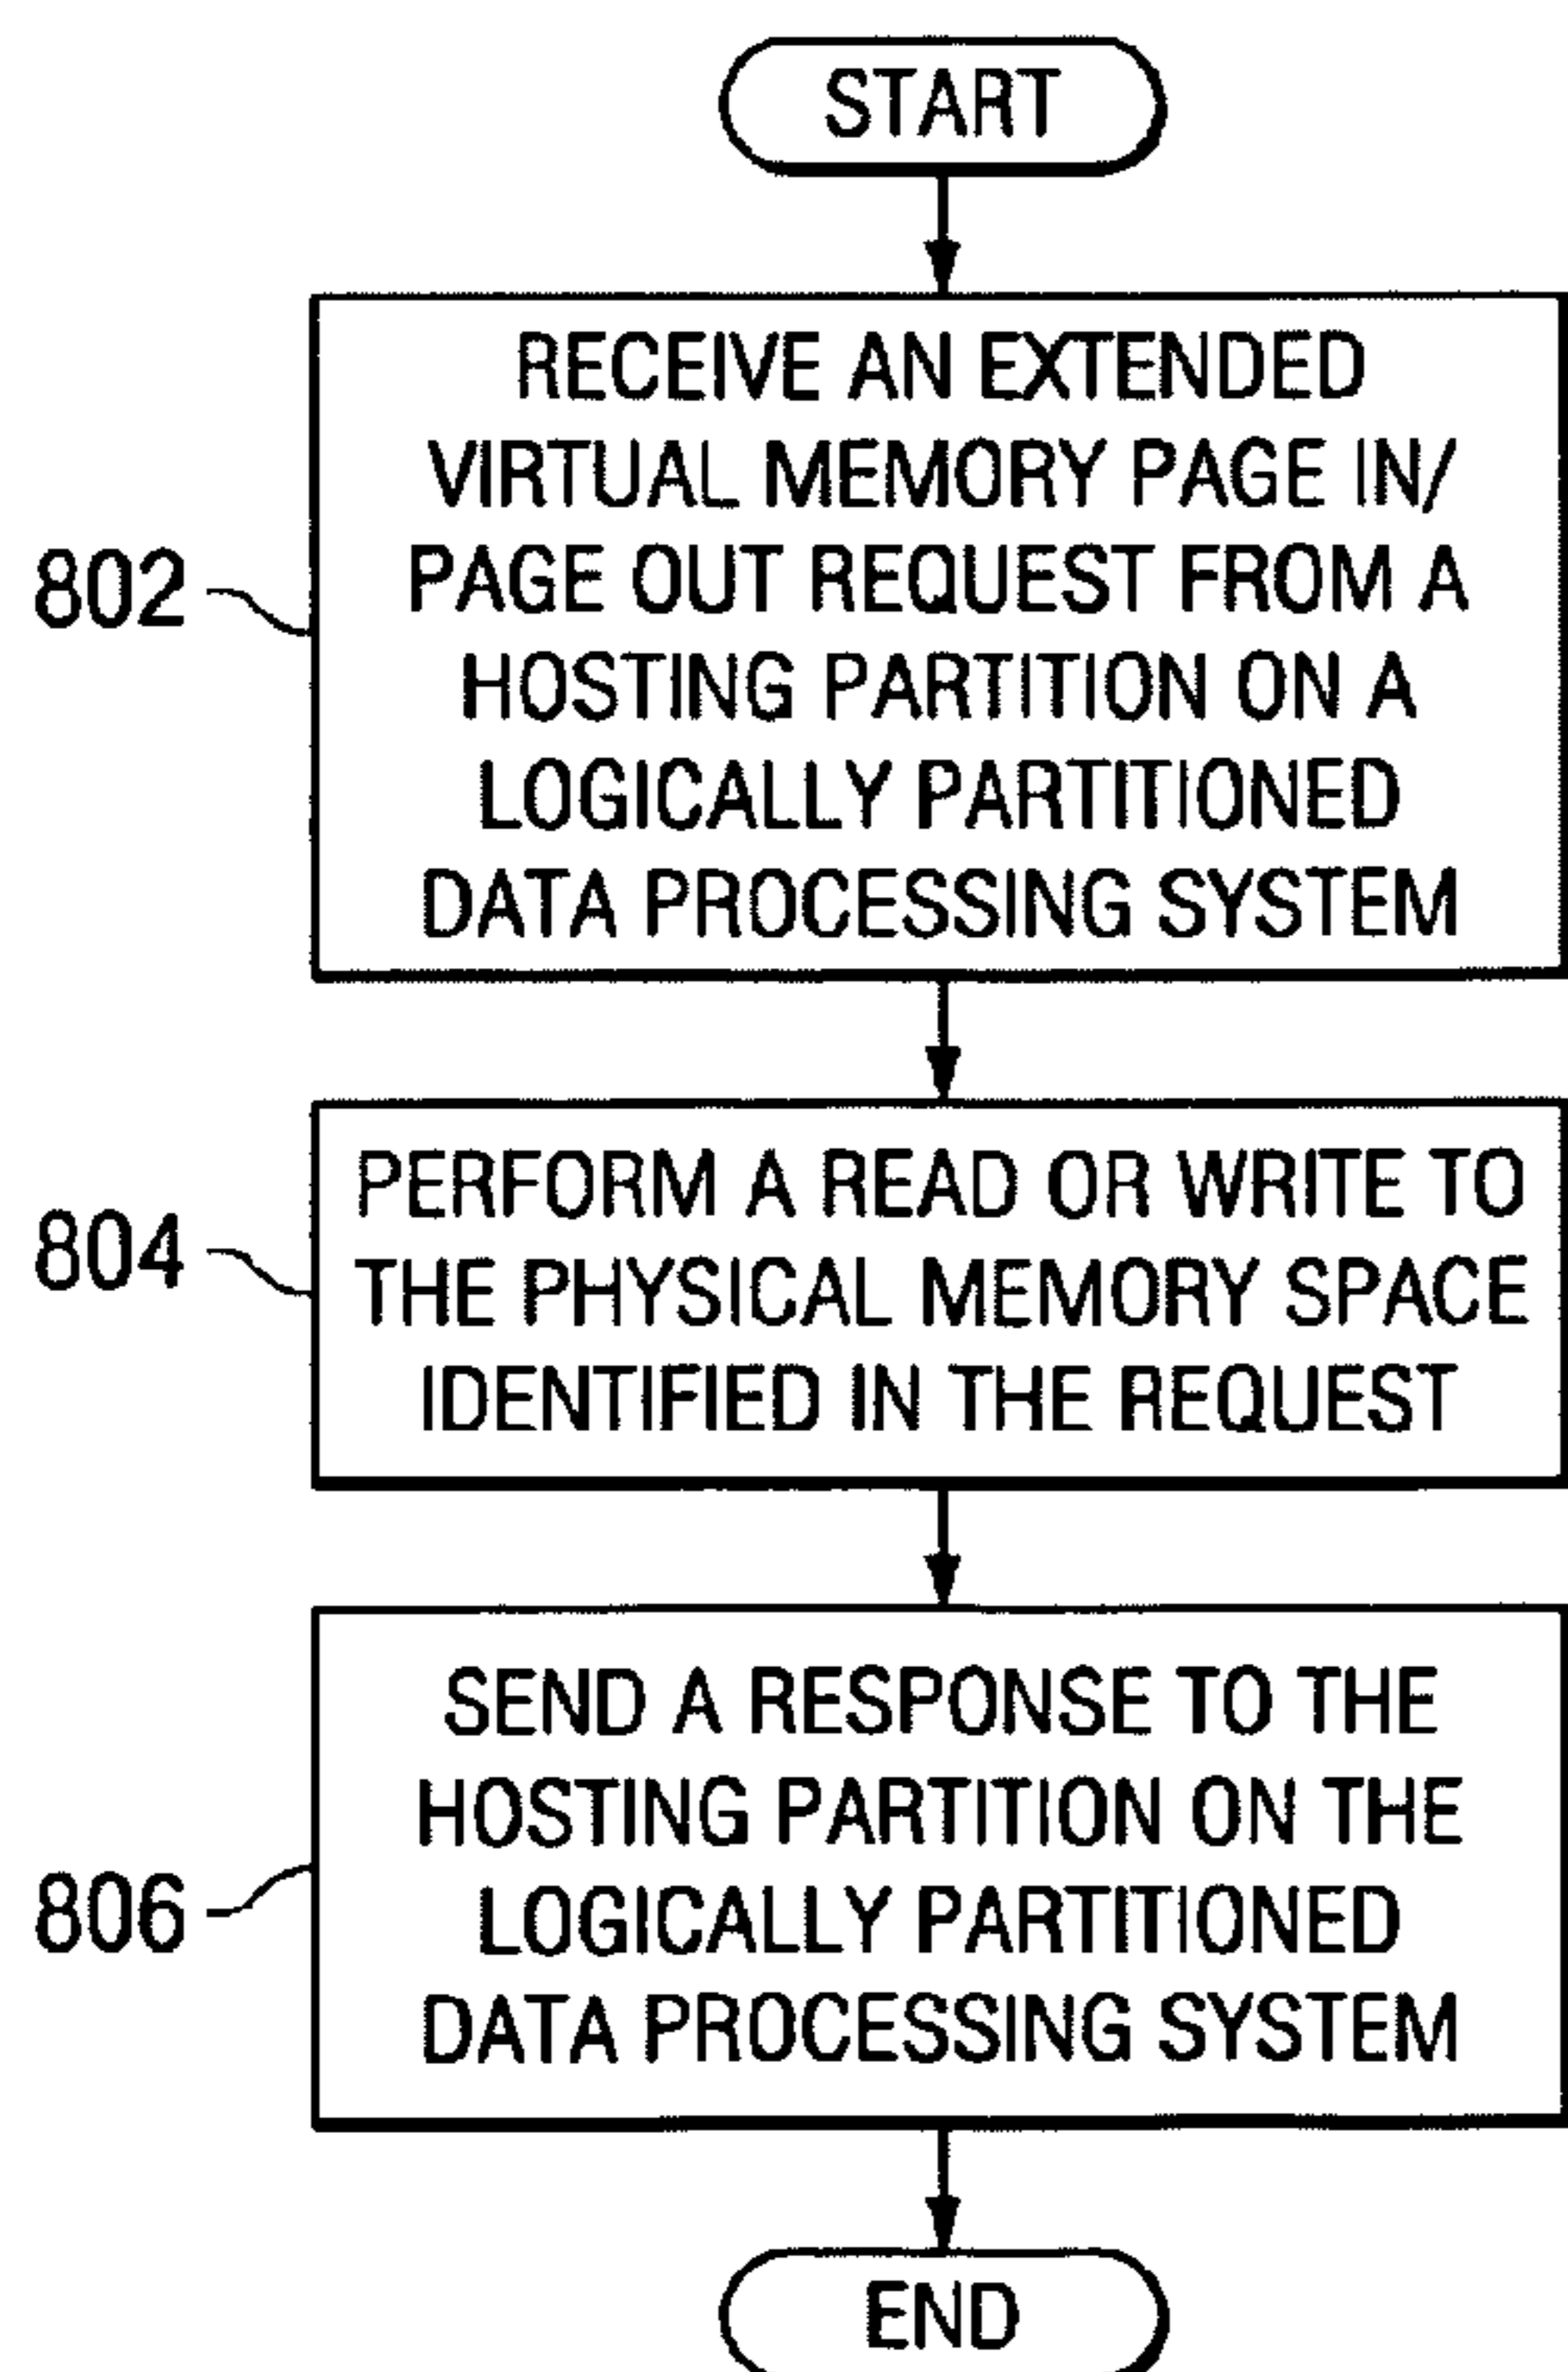 START
RECEIVE AN EXTENDED
VIRTUAL MEMORY PAGE IN/
PAGE OUT REQUEST FROM A
HOSTING PARTITION ON A
LOGICALLY PARTITIONED
DATA PROCESSING SYSTEM
802
PERFORM A READ OR WRITE TO
THE PHYSICAL MEMORY SPACE
IDENTIFIED IN THE REQUEST
804
SEND A RESPONSE TO THE
HOSTING PARTITION ON THE
LOGICALLY PARTITIONED
DATA PROCESSING SYSTEM
806
END